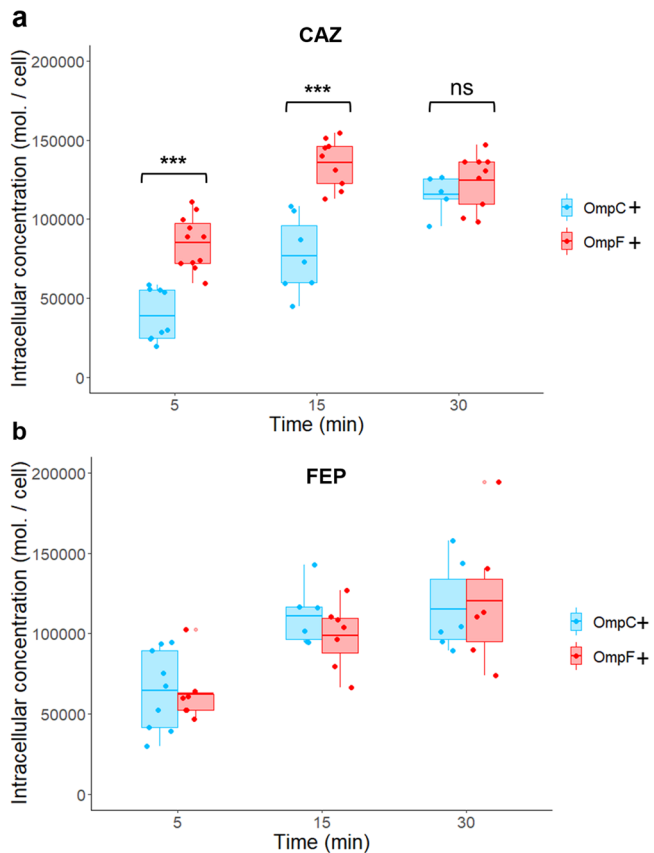 a
CAZ
Intracellular concentration (mol. / cell)
200000
150000
100000
50000
0
***
***
ns
5
15
30
Time (min)
OmpC+
OmpF+
b
FEP
Intracellular concentration (mol. / cell)
200000
150000
100000
50000
0
5
15
30
Time (min)
OmpC+
OmpF+